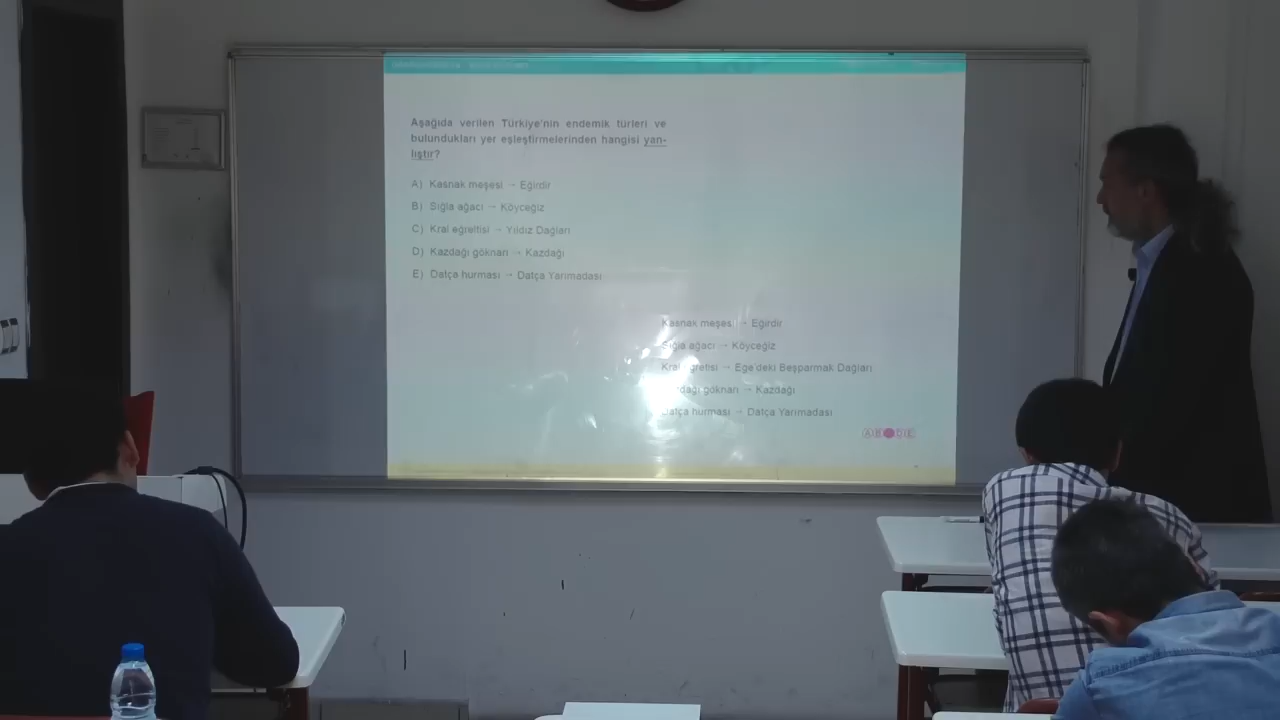 Aşağıda verilen Türkiye'nin endemik türleri ve
bulundukları yer eşleştirmelerinden hangisi yan-
lıştır?
A) Kasnak meşesi → Eğirdir
B) Sığla ağacı → Köyceğiz
C) Kral eğreltisi → Yıldız Dağları
D) Kazdağı göknarı → Kazdağı
E) Datça hurması → Datça Yarımadası
Kasnak meşesi → Eğirdir
Sığla ağacı → Köyceğiz
Kral eğreltisi → Ege'deki Beşparmak Dağları
göknarı → Kazdağı
Datça hurması → Datça Yarımadası
A B D E